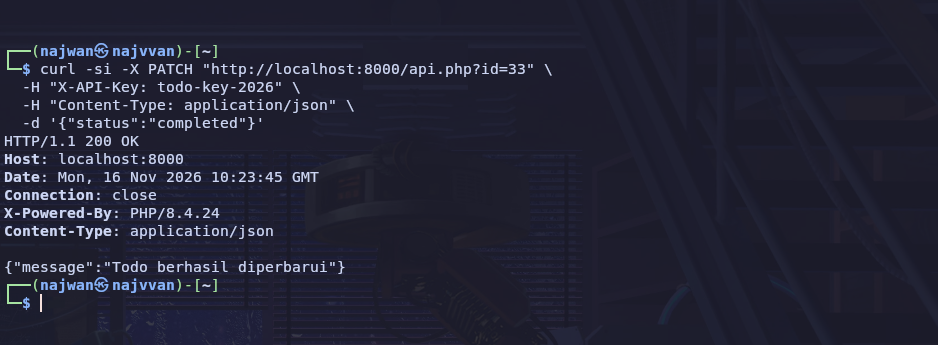 ┌──(najwan㉿najvvan)-[~]
└─$ curl -si -X PATCH "http://localhost:8000/api.php?id=33" \
  -H "X-API-Key: todo-key-2026" \
  -H "Content-Type: application/json" \
  -d '{"status":"completed"}'
HTTP/1.1 200 OK
Host: localhost:8000
Date: Mon, 16 Nov 2026 10:23:45 GMT
Connection: close
X-Powered-By: PHP/8.4.24
Content-Type: application/json

{"message":"Todo berhasil diperbarui"}
┌──(najwan㉿najvvan)-[~]
└─$